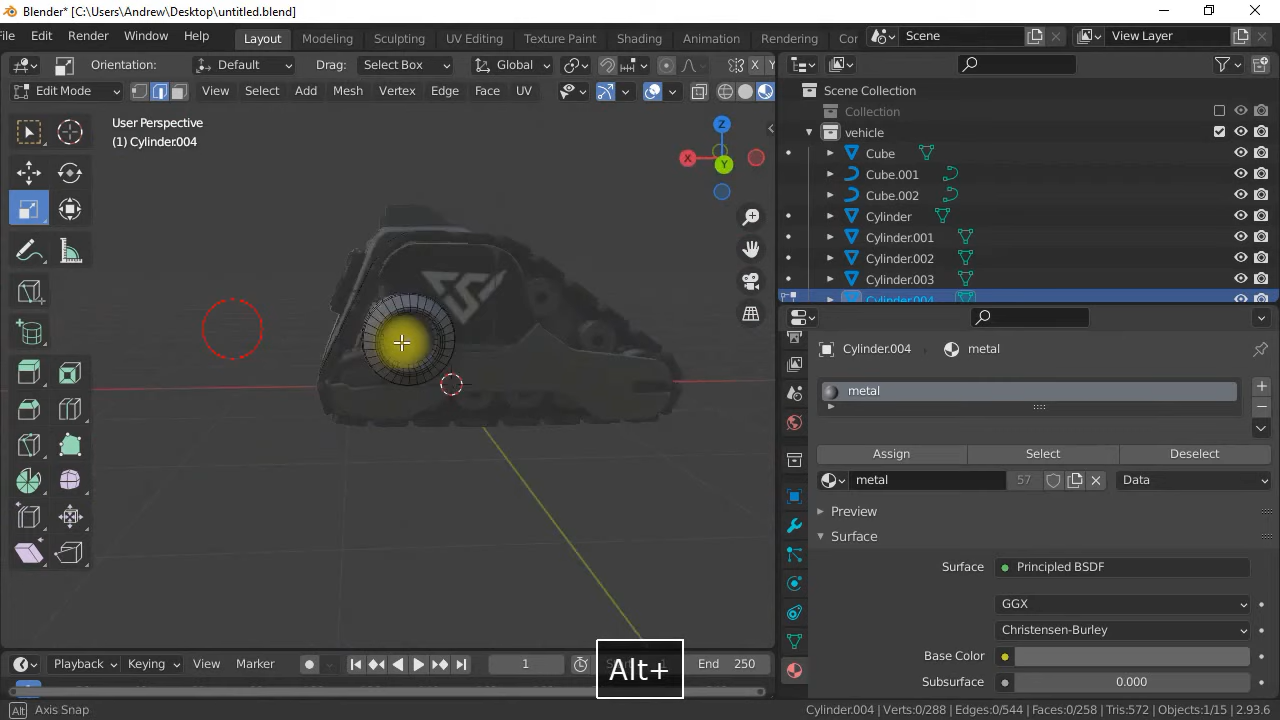 Blender* [C:\Users\Andrew\Desktop\untitled.blend]
File Edit Render Window Help Layout Modeling Sculpting UV Editing Texture Paint Shading Animation Rendering Scene View Layer
Orientation: Default Drag: Select Box Global X Y
Edit Mode View Select Add Mesh Vertex Edge Face UV
User Perspective
(1) Cylinder.004
Z
X
Y
Scene Collection
Collection
vehicle
Cube
Cube.001
Cube.002
Cylinder
Cylinder.001
Cylinder.002
Cylinder.003
Cylinder.004
Cylinder.004 metal
metal
Assign Select Deselect
metal 57 Data
Preview
Surface
Surface Principled BSDF
GGX
Christensen-Burley
Base Color
Subsurface 0.000
Playback Keying View Marker 1 Start 1 End 250
Alt+
Alt Axis Snap
Cylinder.004 | Verts:0/288 | Edges:0/544 | Faces:0/258 | Tris:572 | Objects:1/15 | 2.93.6